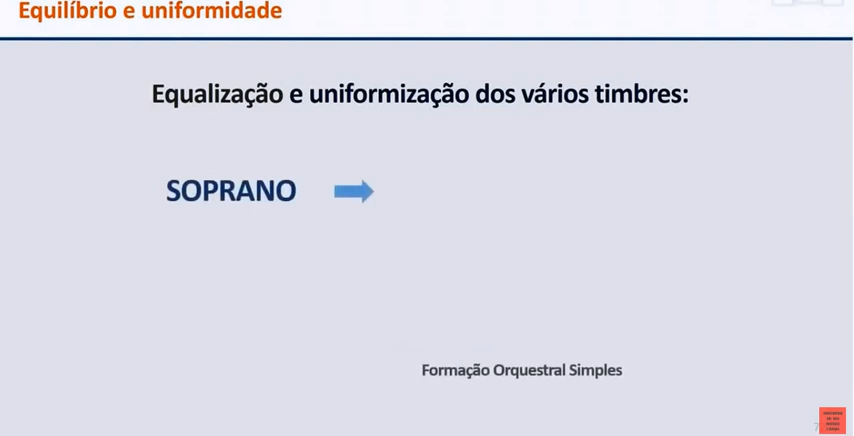 Equilíbrio e uniformidade
Equalização e uniformização dos vários timbres:
SOPRANO
Formação Orquestral Simples